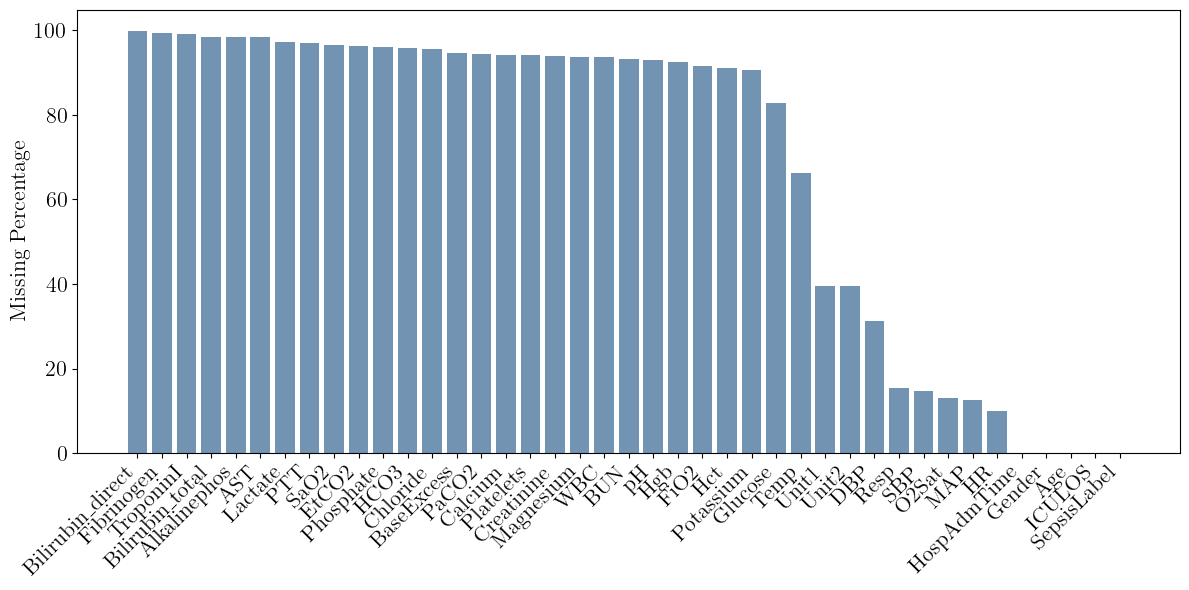 Missing Percentage
100
80
60
40
20
0
Bilirubin_direct
Fibrinogen
TroponinI
Bilirubin_total
Alkalinephos
AST
Lactate
PTT
SaO2
EtCO2
Phosphate
HCO3
Chloride
BaseExcess
PaCO2
Calcium
Platelets
Creatinine
Magnesium
WBC
BUN
pH
Hgb
FiO2
Hct
Potassium
Glucose
Temp
Unit1
Unit2
DBP
Resp
SBP
O2Sat
MAP
HR
HospAdmTime
Gender
Age
ICULOS
SepsisLabel